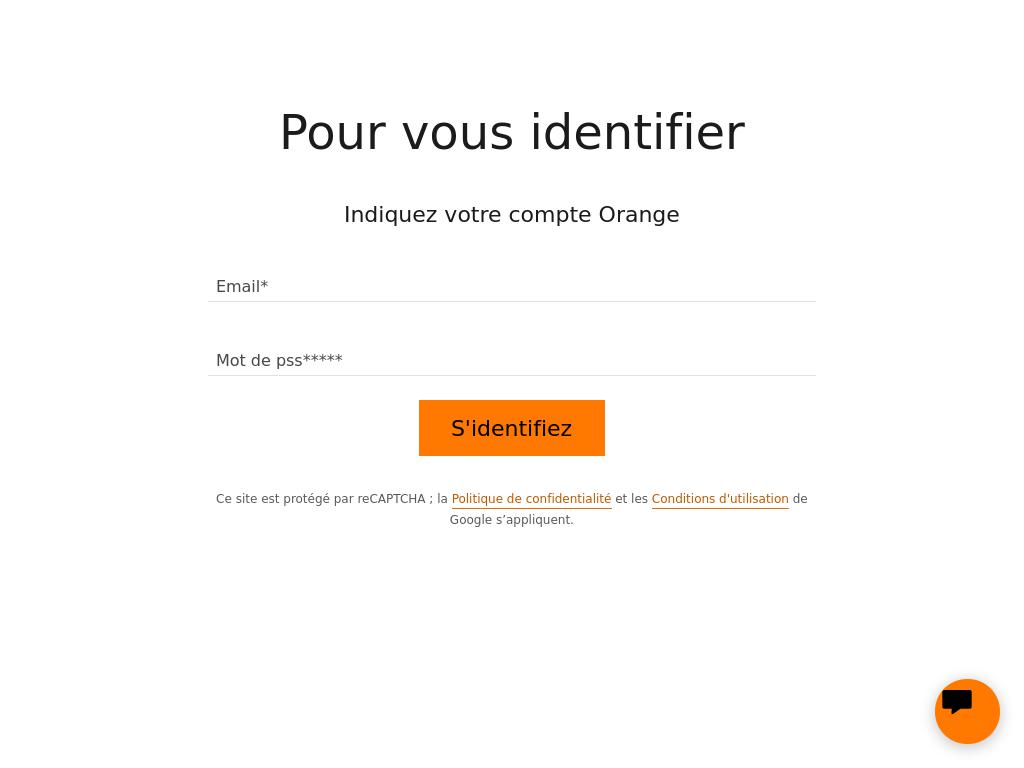 Pour vous identifier
Indiquez votre compte Orange
Email*
Mot de pss*****
S'identifiez
Ce site est protégé par reCAPTCHA ; la Politique de confidentialité et les Conditions d'utilisation de
Google s’appliquent.